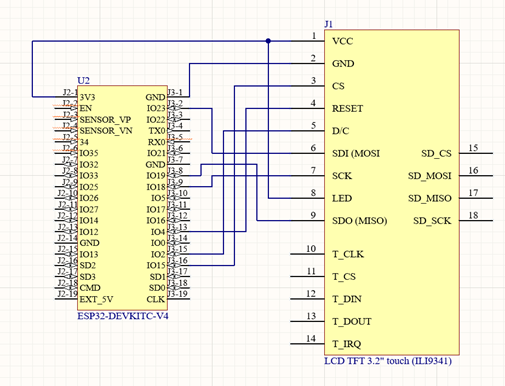 J1
1 VCC
2 GND
3 CS
4 RESET
5 D/C
6 SDI (MOSI
7 SCK
8 LED
9 SDO (MISO)
10 T_CLK
11 T_CS
12 T_DIN
13 T_DOUT
14 T_IRQ
SD_CS 15
SD_MOSI 16
SD_MISO 17
SD_SCK 18
LCD TFT 3.2" touch (ILI9341)
U2
J2-1 3V3 GND J3-1
J2-2 EN IO23 J3-2
J2-3 SENSOR_VP IO22 J3-3
J2-4 SENSOR_VN TX0 J3-4
J2-5 34 RX0 J3-5
J2-6 IO35 IO21 J3-6
J2-7 IO32 GND J3-7
J2-8 IO33 IO19 J3-8
J2-9 IO25 IO18 J3-9
J2-10 IO26 IO5 J3-10
J2-11 IO27 IO17 J3-11
J2-12 IO14 IO16 J3-12
J2-13 IO12 IO4 J3-13
J2-14 GND IO0 J3-14
J2-15 IO13 IO2 J3-15
J2-16 SD2 IO15 J3-16
J2-17 SD3 SD1 J3-17
J2-18 CMD SD0 J3-18
J2-19 EXT_5V CLK J3-19
ESP32-DEVKITC-V4